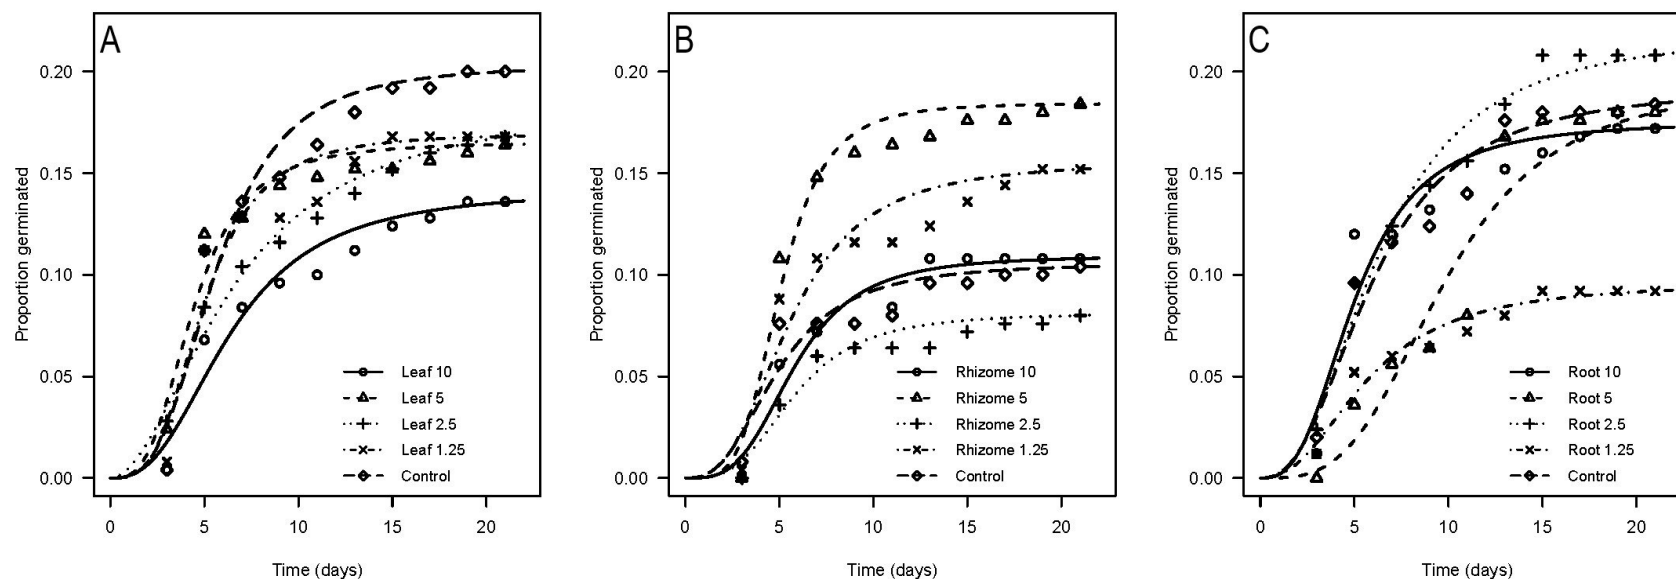 A
Proportion germinated
0.20
0.15
0.10
0.05
0.00
0 5 10 15 20
Time (days)
Leaf 10
Leaf 5
Leaf 2.5
Leaf 1.25
Control
B
Proportion germinated
0.20
0.15
0.10
0.05
0.00
0 5 10 15 20
Time (days)
Rhizome 10
Rhizome 5
Rhizome 2.5
Rhizome 1.25
Control
C
Proportion germinated
0.20
0.15
0.10
0.05
0.00
0 5 10 15 20
Time (days)
Root 10
Root 5
Root 2.5
Root 1.25
Control